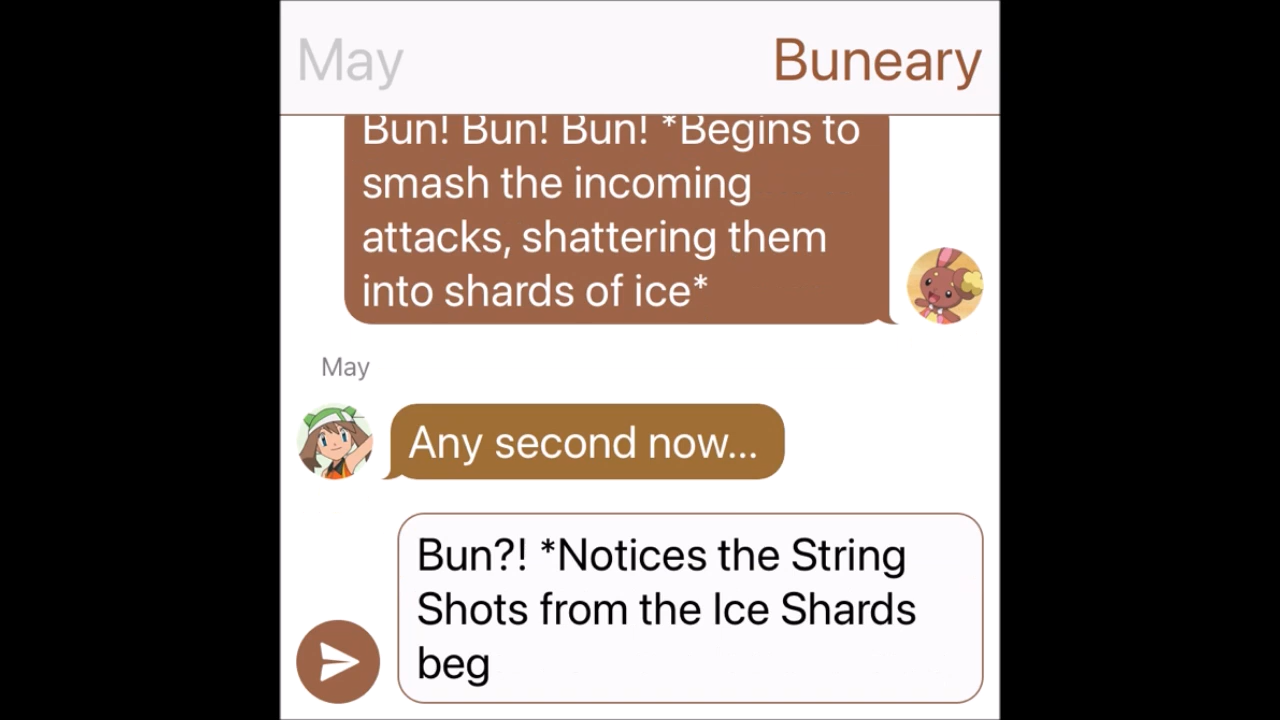 May
Buneary
Bun! Bun! Bun! *Begins to
smash the incoming
attacks, shattering them
into shards of ice*
May
Any second now...
Bun?! *Notices the String
Shots from the Ice Shards
beg